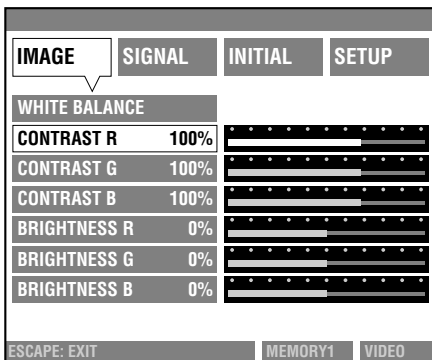 IMAGE SIGNAL INITIAL SETUP
WHITE BALANCE
CONTRAST R 100%
CONTRAST G 100%
CONTRAST B 100%
BRIGHTNESS R 0%
BRIGHTNESS G 0%
BRIGHTNESS B 0%
ESCAPE: EXIT MEMORY1 VIDEO